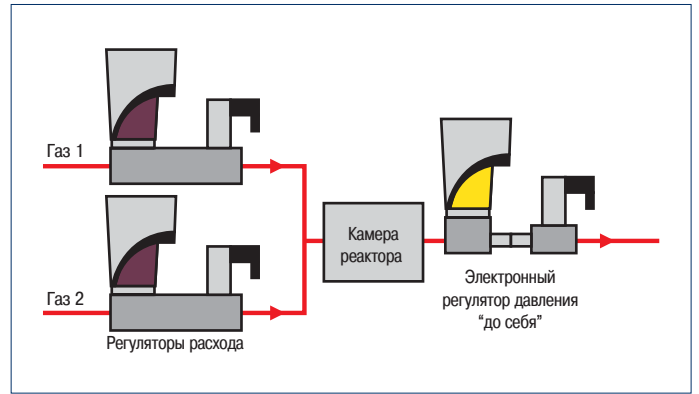 Газ 1
Газ 2
Регуляторы расхода
Камера
реактора
Электронный
регулятор давления
“до себя”